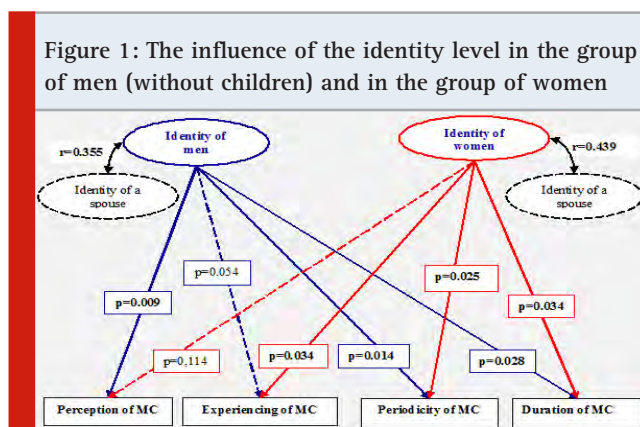 Figure 1: The influence of the identity level in the group
of men (without children) and in the group of women
Identity of
men
Identity of
women
r=0.355
r=0.439
Identity of a
spouse
Identity of a
spouse
p=0.054
p=0.025
p=0.009
p=0.034
p=0,114
p=0.034
p=0.014
p=0.028
Perception of MC
Experiencing of MC
Periodicity of MC
Duration of MC